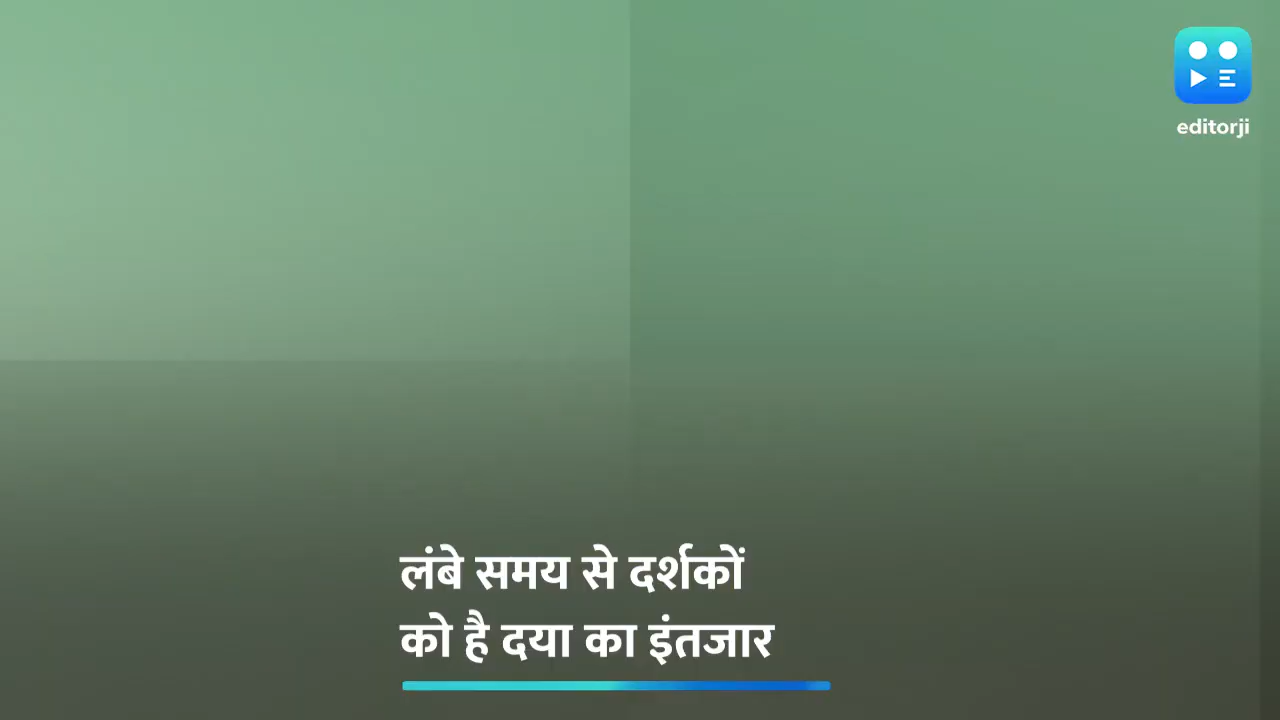 editorji
लंबे समय से दर्शकों
को है दया का इंतजार